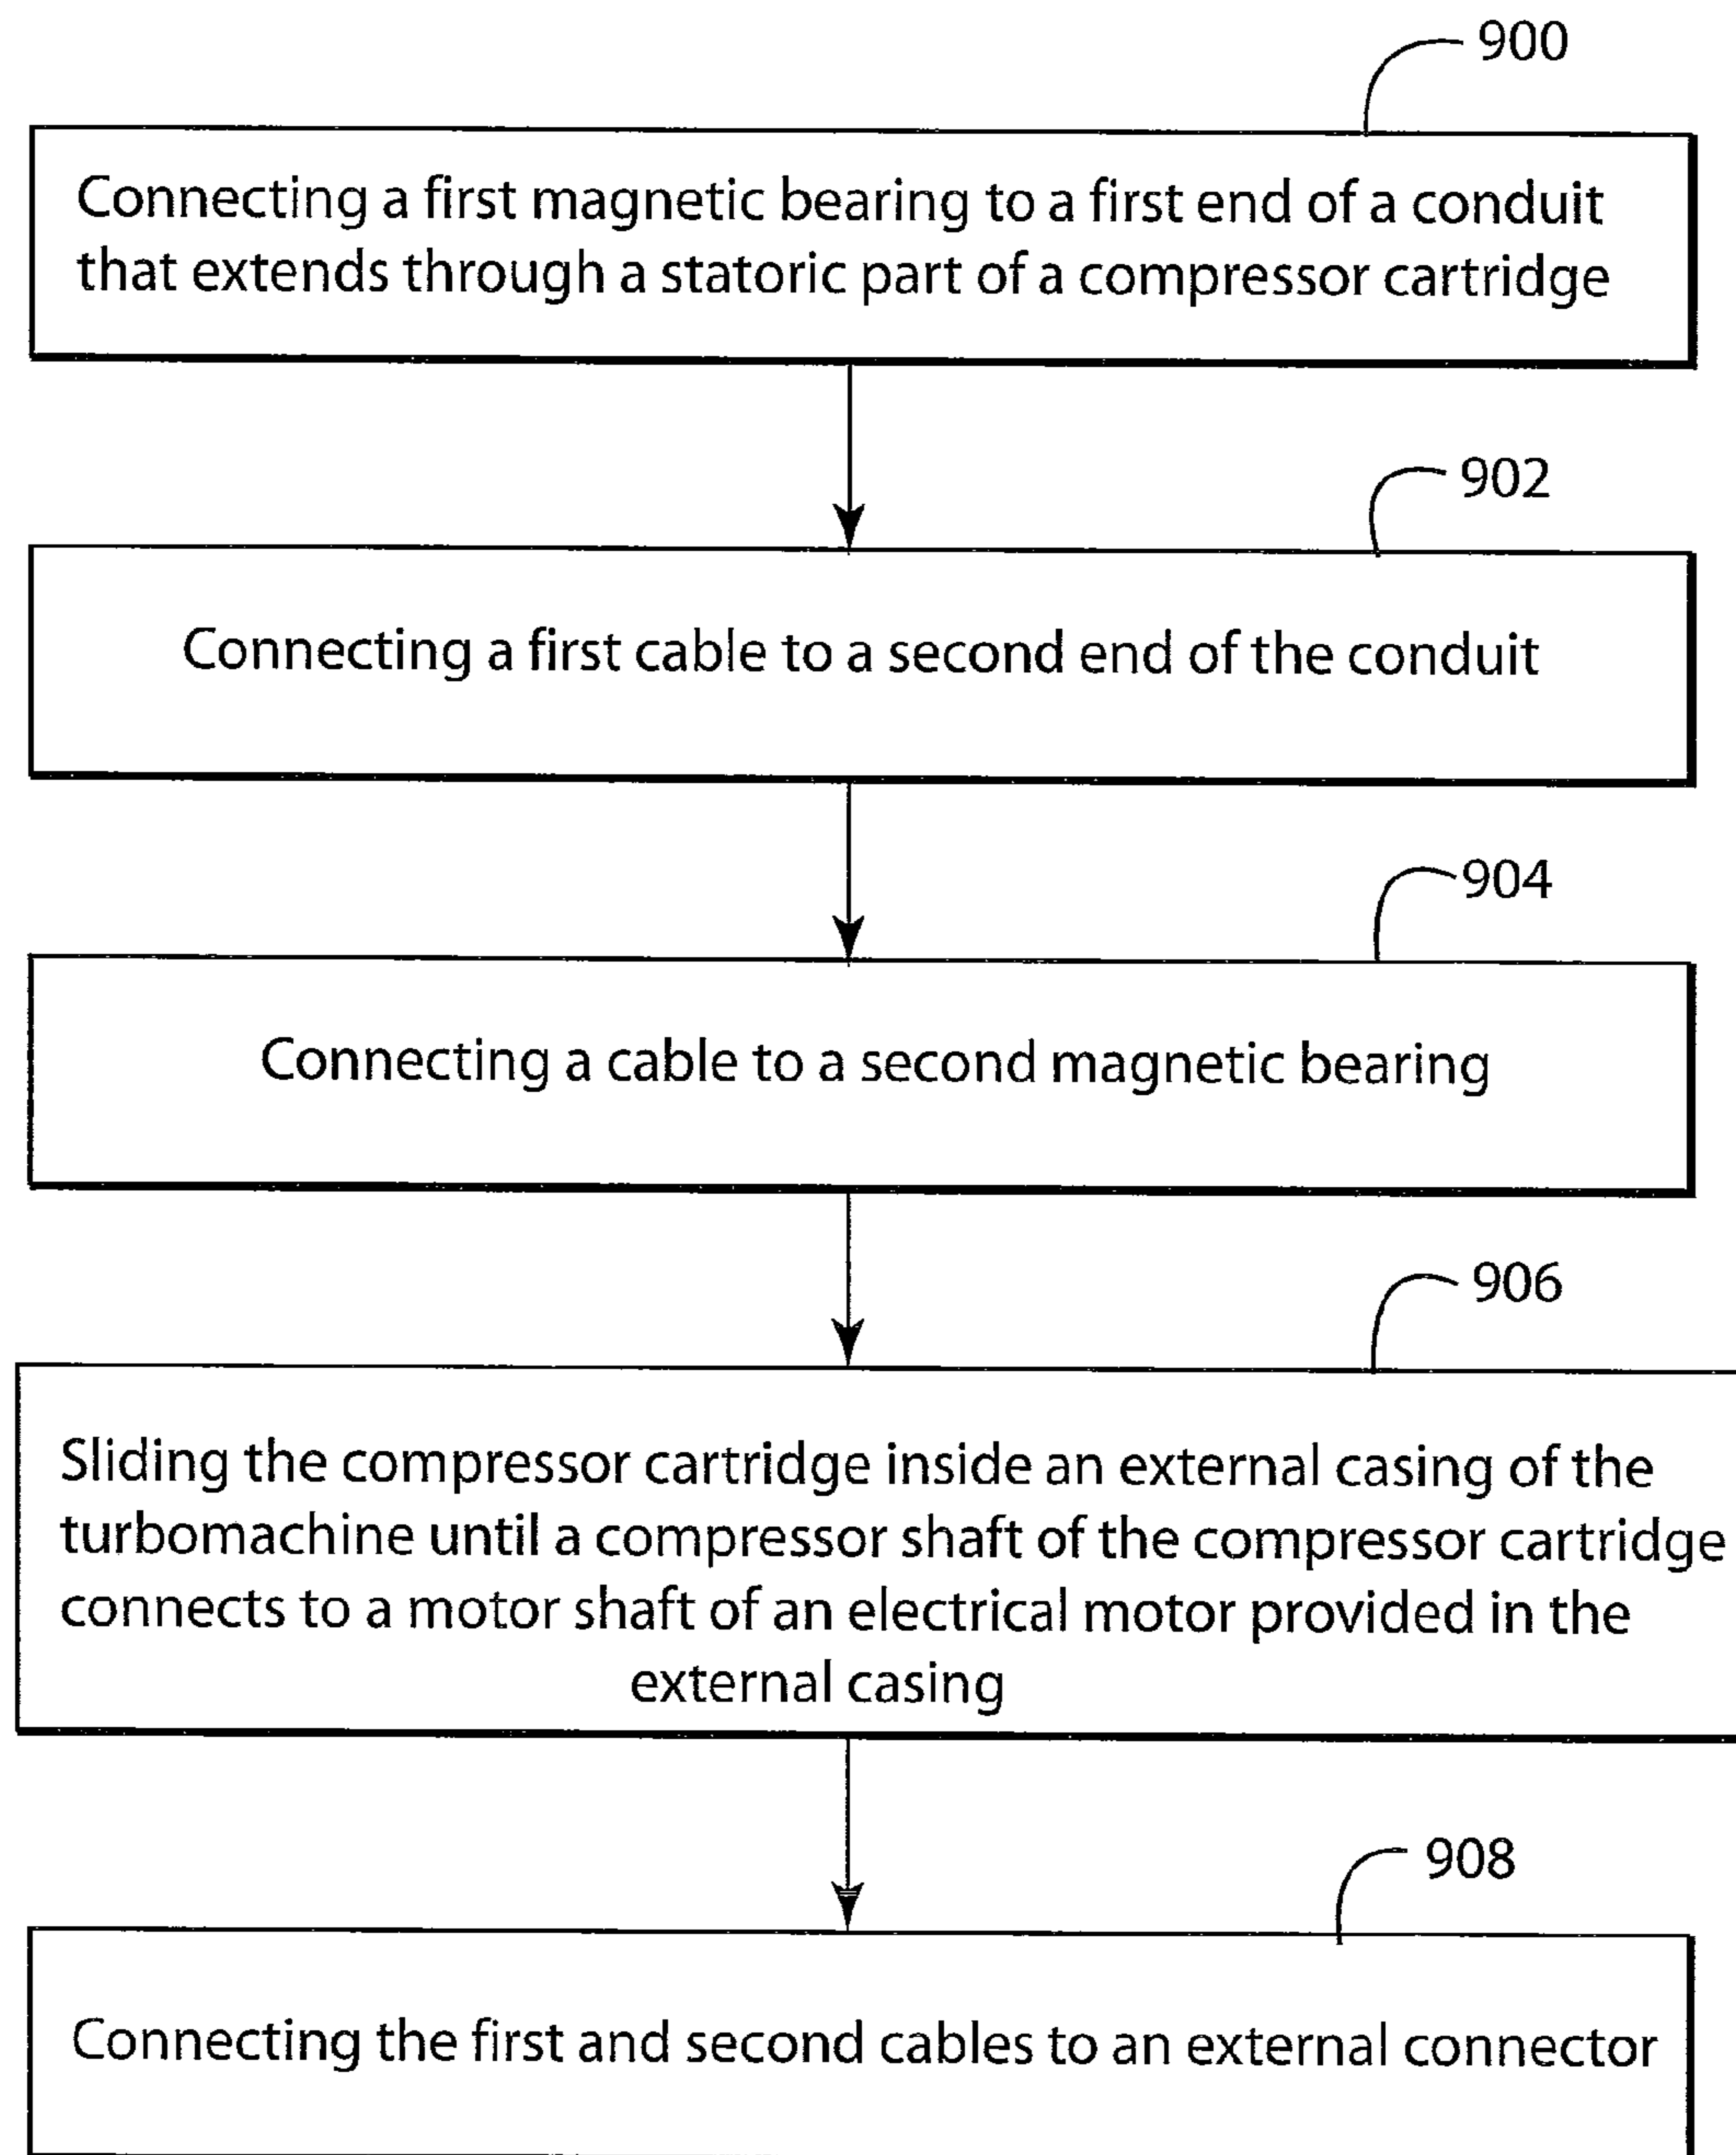 900
Connecting a first magnetic bearing to a first end of a conduit
that extends through a statoric part of a compressor cartridge
902
Connecting a first cable to a second end of the conduit
904
Connecting a cable to a second magnetic bearing
906
Sliding the compressor cartridge inside an external casing of the
turbomachine until a compressor shaft of the compressor cartridge
connects to a motor shaft of an electrical motor provided in the
external casing
908
Connecting the first and second cables to an external connector